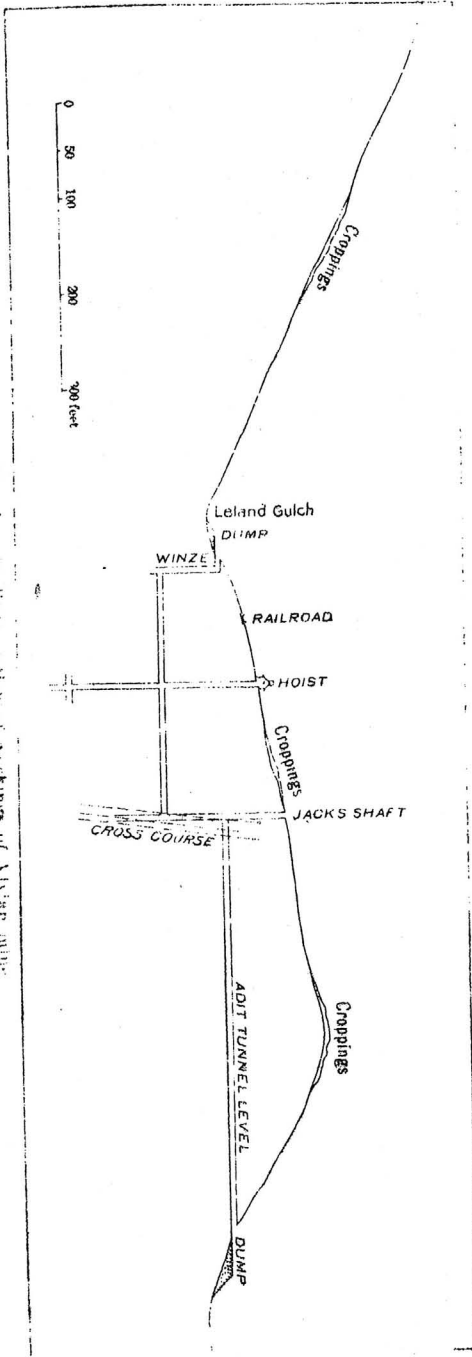 0 50 100 200 300 feet
Croppings
Leland Gulch
DUMP
WINZE
RAILROAD
HOIST
Croppings
JACKS SHAFT
CROSS COURSE
Croppings
ADIT TUNNEL LEVEL
DUMP